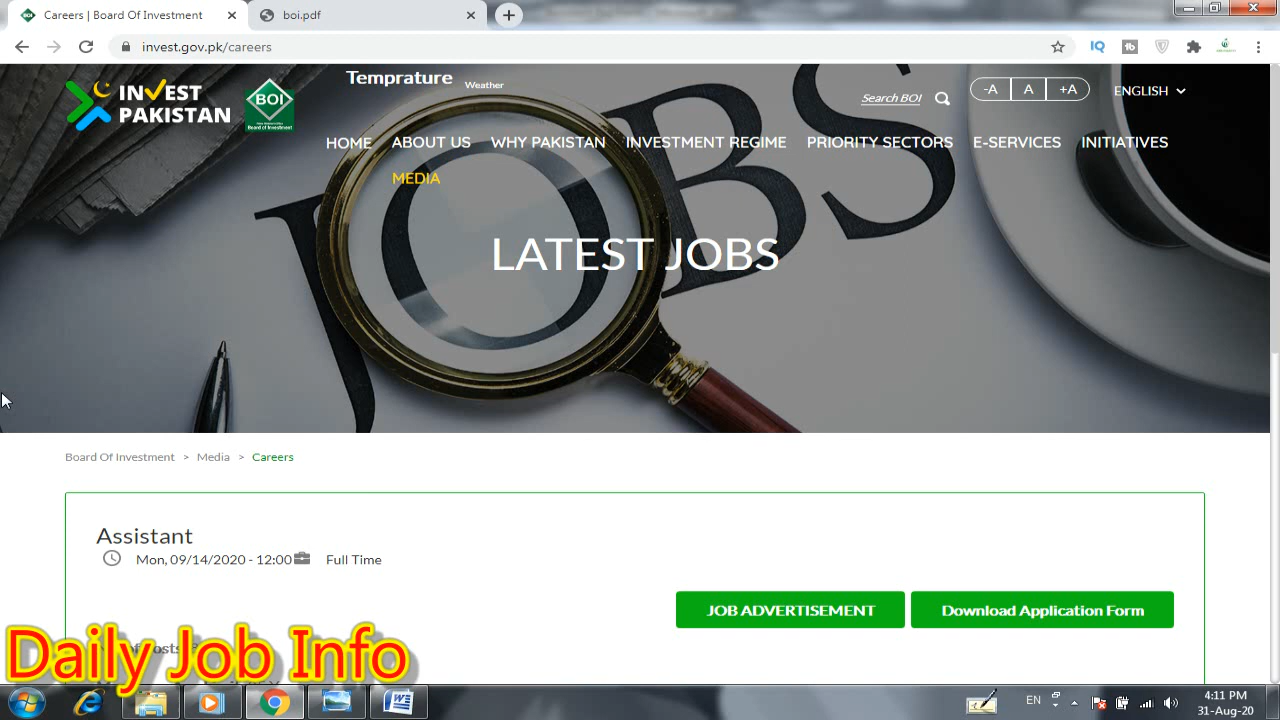 Careers | Board Of Investment
boi.pdf
invest.gov.pk/careers
INVEST
PAKISTAN
BOI
Board of Investment
Temprature
Weather
Search BOI
-A A +A
ENGLISH
HOME ABOUT US WHY PAKISTAN INVESTMENT REGIME PRIORITY SECTORS E-SERVICES INITIATIVES
MEDIA
JOBS
LATEST JOBS
Board Of Investment > Media > Careers
Assistant
Mon, 09/14/2020 - 12:00 Full Time
JOB ADVERTISEMENT Download Application Form
Daily Job Info
EN
4:11 PM
31-Aug-20